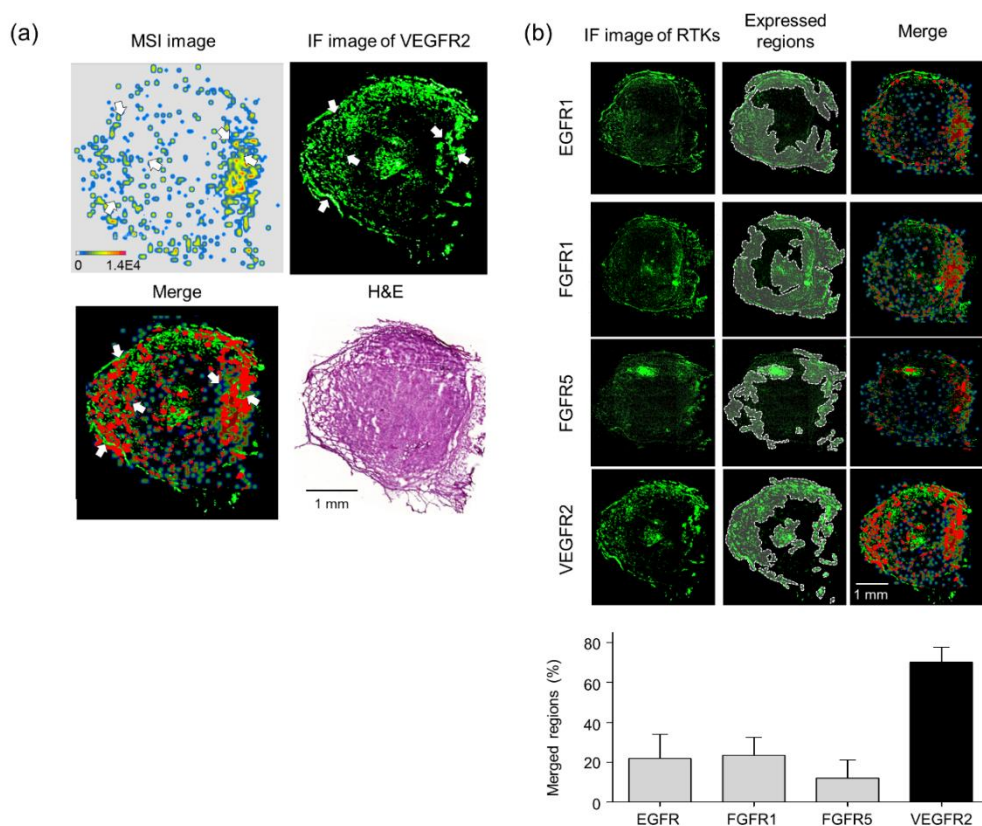 (a)
MSI image
IF image of VEGFR2
0 1.4E4
Merge
H&E
1 mm
(b)
IF image of RTKs
Expressed regions
Merge
EGFR1
FGFR1
FGFR5
VEGFR2
1 mm
Merged regions (%)
80
60
40
20
0
EGFR
FGFR1
FGFR5
VEGFR2